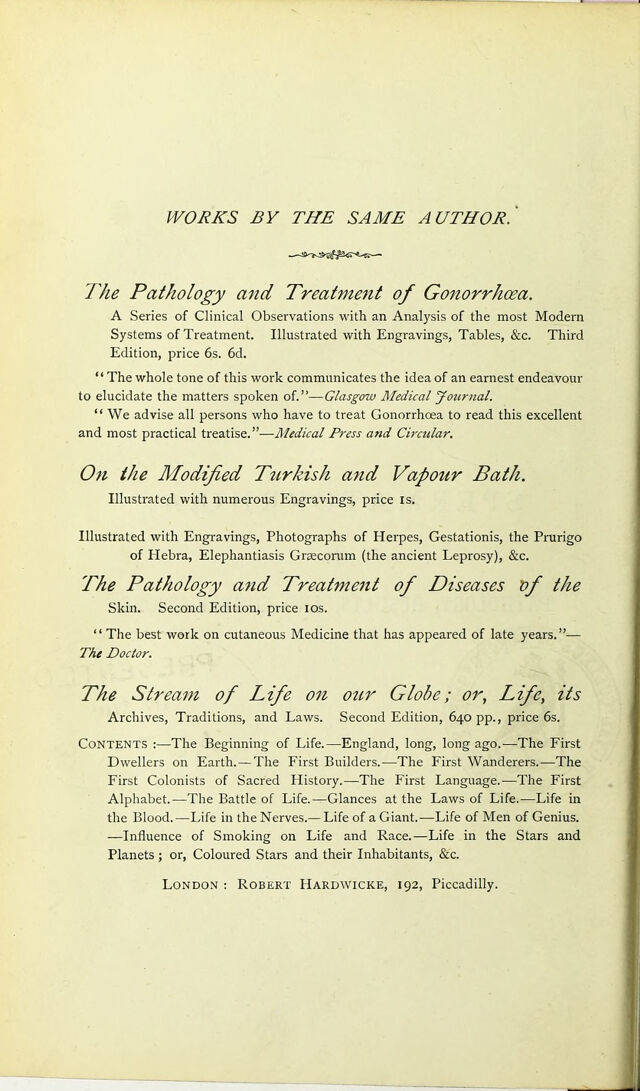 WORKS BY THE SAME AUTHOR.
The Pathology and Treatment of Gonorrhœa.
A Series of Clinical Observations with an Analysis of the most Modern
Systems of Treatment. Illustrated with Engravings, Tables, &c. Third
Edition, price 6s. 6d.
“The whole tone of this work communicates the idea of an earnest endeavour
to elucidate the matters spoken of.”—Glasgow Medical Journal.
“We advise all persons who have to treat Gonorrhœa to read this excellent
and most practical treatise.”—Medical Press and Circular.
On the Modified Turkish and Vapour Bath.
Illustrated with numerous Engravings, price 1s.
Illustrated with Engravings, Photographs of Herpes, Gestationis, the Prurigo
of Hebra, Elephantiasis Græcorum (the ancient Leprosy), &c.
The Pathology and Treatment of Diseases of the
Skin. Second Edition, price 10s.
“The best work on cutaneous Medicine that has appeared of late years.”—
The Doctor.
The Stream of Life on our Globe; or, Life, its
Archives, Traditions, and Laws. Second Edition, 640 pp., price 6s.
CONTENTS :—The Beginning of Life.—England, long, long ago.—The First
Dwellers on Earth.—The First Builders.—The First Wanderers.—The
First Colonists of Sacred History.—The First Language.—The First
Alphabet.—The Battle of Life.—Glances at the Laws of Life.—Life in
the Blood.—Life in the Nerves.—Life of a Giant.—Life of Men of Genius.
—Influence of Smoking on Life and Race.—Life in the Stars and
Planets; or, Coloured Stars and their Inhabitants, &c.
LONDON : ROBERT HARDWICKE, 192, Piccadilly.